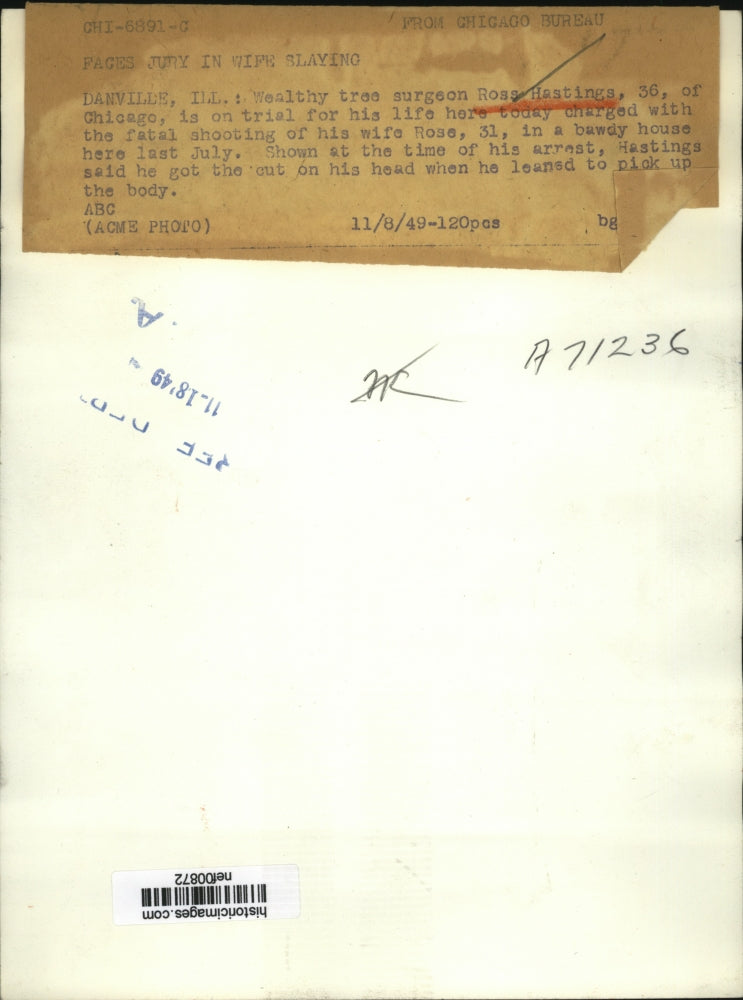 CHI-6891-C FROM CHICAGO BUREAU
FACES JURY IN WIFE SLAYING
DANVILLE, ILL.: Wealthy tree surgeon Ross Hastings, 36, of
Chicago, is on trial for his life here today charged with
the fatal shooting of his wife Rose, 31, in a bawdy house
here last July. Shown at the time of his arrest, Hastings
said he got the cut on his head when he leaned to pick up
the body.
ABC
(ACME PHOTO) 11/8/49-120pcs bg
A.
11-18'49
A71236
nef00872
historicimages.com